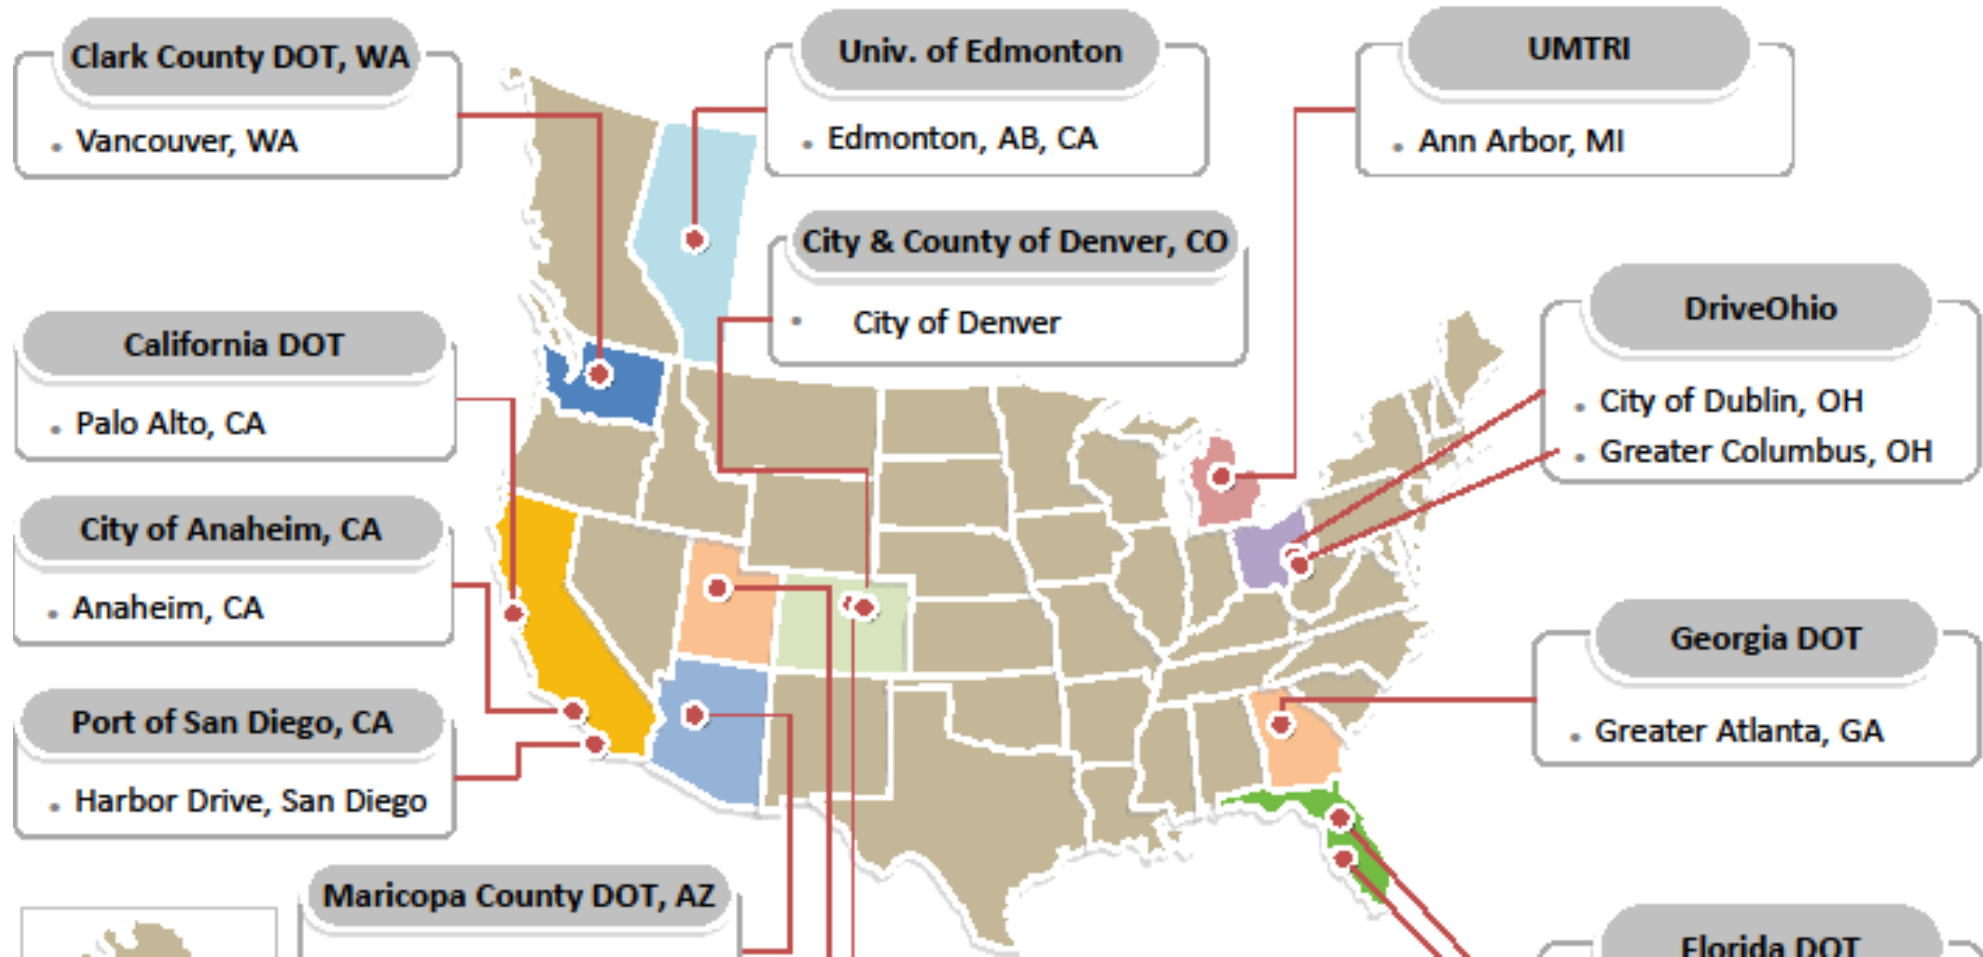 Clark County DOT, WA
• Vancouver, WA
Univ. of Edmonton
• Edmonton, AB, CA
UMTRI
• Ann Arbor, MI
City & County of Denver, CO
• City of Denver
California DOT
• Palo Alto, CA
DriveOhio
• City of Dublin, OH
• Greater Columbus, OH
City of Anaheim, CA
• Anaheim, CA
Georgia DOT
• Greater Atlanta, GA
Port of San Diego, CA
• Harbor Drive, San Diego
Maricopa County DOT, AZ
Florida DOT